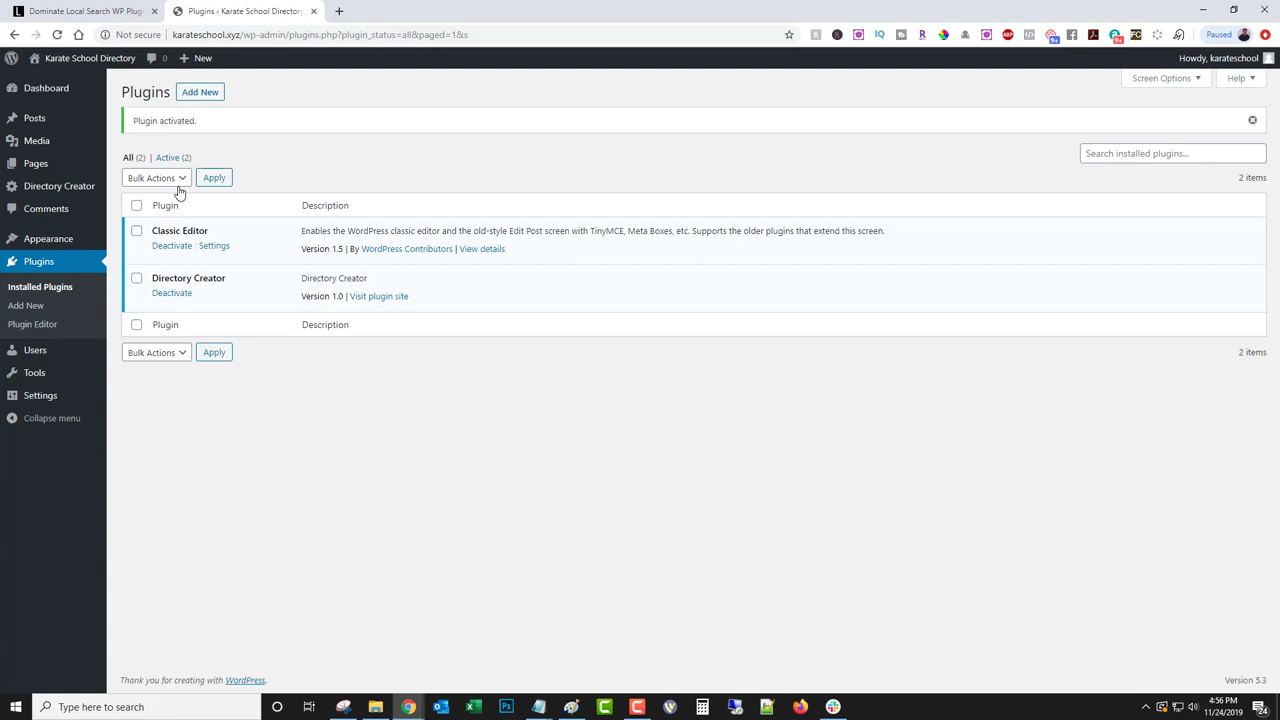 Dominate Local Search WP Plug
Plugins ‹ Karate School Directory
Not secure
karateschool.xyz/wp-admin/plugins.php?plugin_status=all&paged=1&s
Paused
Karate School Directory
0
New
Howdy, karateschool
Dashboard
Posts
Media
Pages
Directory Creator
Comments
Appearance
Plugins
Installed Plugins
Add New
Plugin Editor
Users
Tools
Settings
Collapse menu
Screen Options
Help
Plugins
Add New
Plugin activated.
All (2) | Active (2)
Search installed plugins...
Bulk Actions
Apply
2 items
Plugin
Description
Classic Editor
Deactivate | Settings
Enables the WordPress classic editor and the old-style Edit Post screen with TinyMCE, Meta Boxes, etc. Supports the older plugins that extend this screen.
Version 1.5 | By WordPress Contributors | View details
Directory Creator
Deactivate
Directory Creator
Version 1.0 | Visit plugin site
Plugin
Description
Bulk Actions
Apply
2 items
Thank you for creating with WordPress.
Version 5.3
Type here to search
4:56 PM
11/24/2019
24